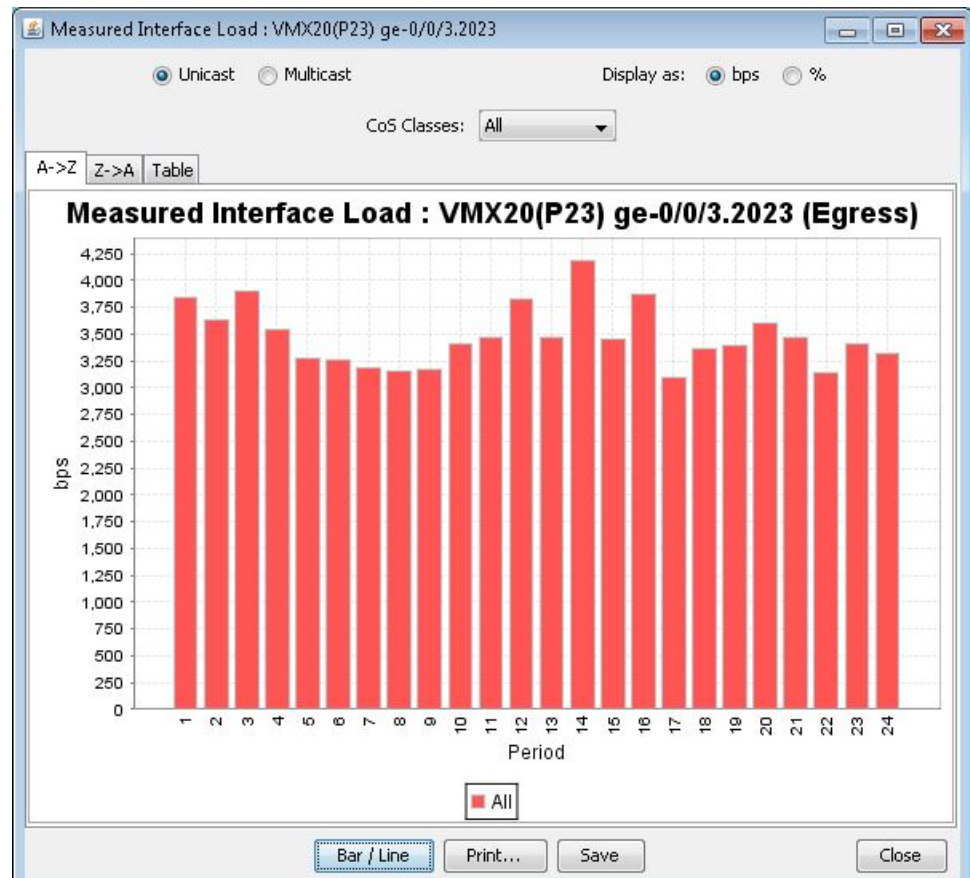 Measured Interface Load : VMX20(P23) ge-0/0/3.2023
Unicast Multicast Display as: bps %
CoS Classes: All
A->Z Z->A Table
Measured Interface Load : VMX20(P23) ge-0/0/3.2023 (Egress)
4,250
4,000
3,750
3,500
3,250
3,000
2,750
2,500
2,250
2,000
1,750
1,500
1,250
1,000
750
500
250
0
bps
1 2 3 4 5 6 7 8 9 10 11 12 13 14 15 16 17 18 19 20 21 22 23 24
Period
All
Bar / Line Print... Save Close